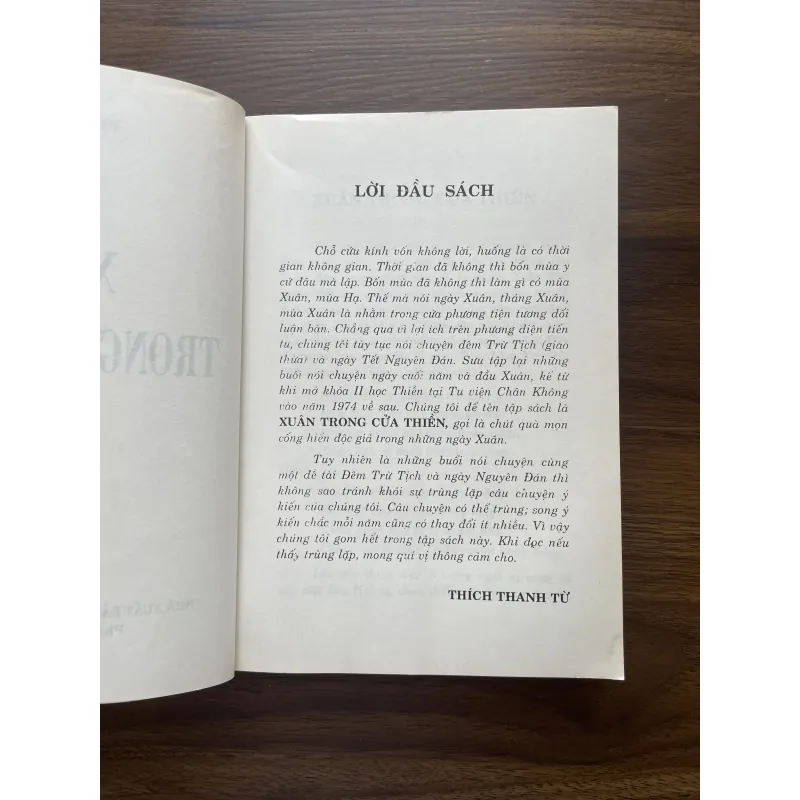 X
TRONG
NHÀ XUẤT BẢ
LỜI ĐẦU SÁCH
Chỗ cứu kính vốn không lời, huống là có thời
gian không gian. Thời gian đã không thì bốn mùa y
cứ đâu mà lập. Bốn mùa đã không thì làm gì có mùa
Xuân, mùa Hạ. Thế mà nói ngày Xuân, tháng Xuân,
mùa Xuân là nhằm trong cửa phương tiện tương đối
luận bàn. Chẳng qua vì lợi ích trên phương diện tiến
tu, chúng tôi tùy tục nói chuyện đêm Trừ Tịch (giao
thừa) và ngày Tết Nguyên Đán. Sưu tập lại những
buổi nói chuyện ngày cuối năm và đầu Xuân, kể từ
khi mở khóa II học Thiền tại Tu viện Chân Không
vào năm 1974 về sau. Chúng tôi để tên tập sách là
XUÂN TRONG CỬA THIỀN, gọi là chút quà mọn
cống hiến độc giả trong những ngày Xuân.
Tuy nhiên là những buổi nói chuyện cùng
một đề tài Đêm Trừ Tịch và ngày Nguyên Đán thì
không sao tránh khỏi sự trùng lặp câu chuyện ý
kiến của chúng tôi. Câu chuyện có thể trùng; song ý
kiến chắc mỗi năm cũng có thay đổi ít nhiều. Vì vậy
chúng tôi gom hết trong tập sách này. Khi đọc nếu
thấy trùng lặp, mong quí vị thông cảm cho.
THÍCH THANH TỪ